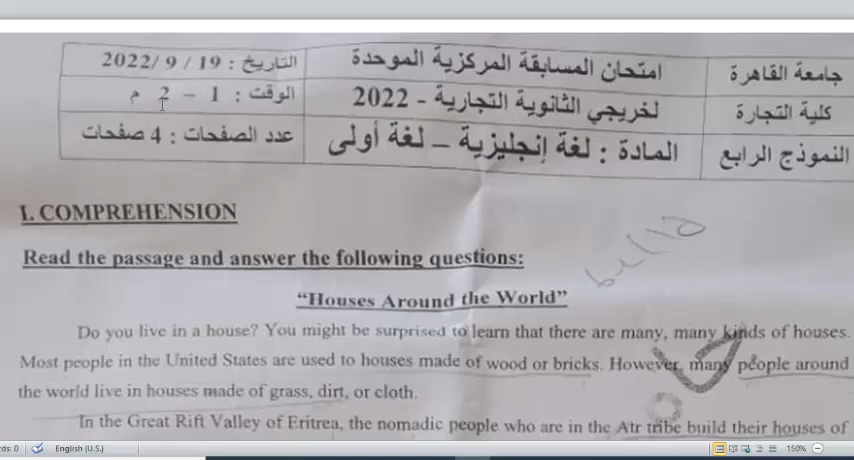 جامعة القاهرة
امتحان المسابقة المركزية الموحدة
التاريخ : 19 / 9 / 2022
كلية التجارة
لخريجي الثانوية التجارية - 2022
الوقت : 1 - 2 م
النموذج الرابع
المادة : لغة إنجليزية – لغة أولى
عدد الصفحات : 4 صفحات
I. COMPREHENSION
Read the passage and answer the following questions:
“Houses Around the World”
Do you live in a house? You might be surprised to learn that there are many, many kinds of houses.
Most people in the United States are used to houses made of wood or bricks. However, many people around
the world live in houses made of grass, dirt, or cloth.
In the Great Rift Valley of Eritrea, the nomadic people who are in the Atr tribe build their houses of
rds: 0
English (U.S.)
150%